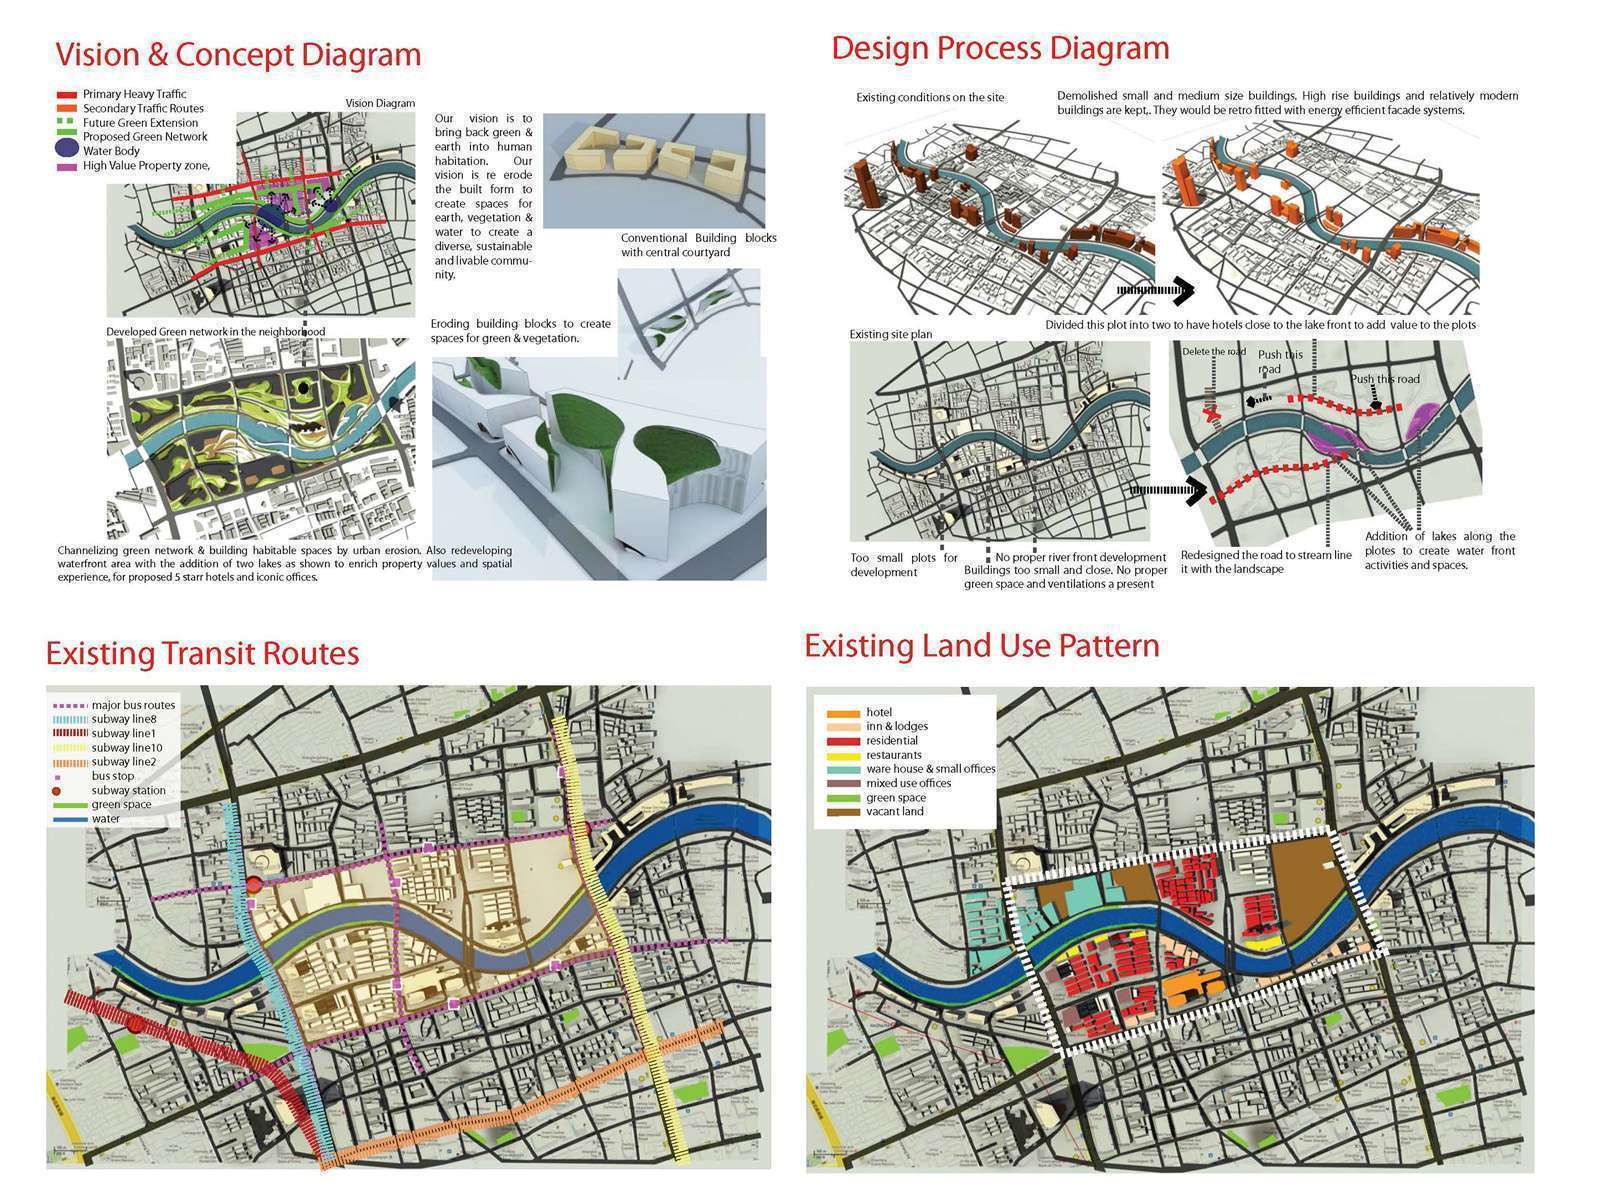 Vision & Concept Diagram
Primary Heavy Traffic
Secondary Traffic Routes
Future Green Extension
Proposed Green Network
Water Body
High Value Property zone,
Vision Diagram
Our vision is to
bring back green &
earth into human
habitation. Our
vision is re erode
the built form to
create spaces for
earth, vegetation &
water to create a
diverse, sustainable
and livable commu-
nity.
Conventional Building blocks
with central courtyard
Eroding building blocks to create
spaces for green & vegetation.
Developed Green network in the neighborhood
Channelizing green network & building habitable spaces by urban erosion. Also redeveloping
waterfront area with the addition of two lakes as shown to enrich property values and spatial
experience, for proposed 5 starr hotels and iconic offices.
Design Process Diagram
Existing conditions on the site
Demolished small and medium size buildings. High rise buildings and relatively modern
buildings are kept,. They would be retro fitted with energy efficient facade systems.
Divided this plot into two to have hotels close to the lake front to add value to the plots
Existing site plan
Delete the road
Push this
road
Push this road
Too small plots for
development
No proper river front development
Buildings too small and close. No proper
green space and ventilations a present
Redesigned the road to stream line
it with the landscape
Addition of lakes along the
plotes to create water front
activities and spaces.
Existing Transit Routes
major bus routes
subway line8
subway line1
subway line10
subway line2
bus stop
subway station
green space
water
Existing Land Use Pattern
hotel
inn & lodges
residential
restaurants
ware house & small offices
mixed use offices
green space
vacant land